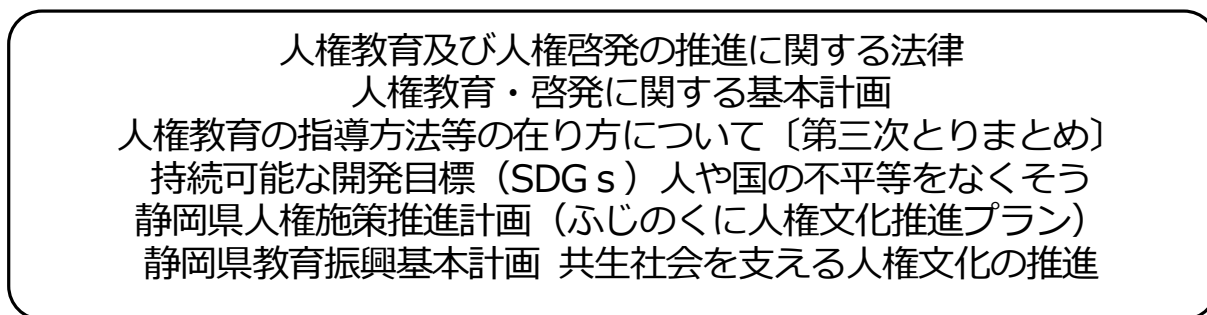 人権教育及び人権啓発の推進に関する法律
人権教育・啓発に関する基本計画
人権教育の指導方法等の在り方について〔第三次とりまとめ〕
持続可能な開発目標（SDGｓ）人や国の不平等をなくそう
静岡県人権施策推進計画（ふじのくに人権文化推進プラン）
静岡県教育振興基本計画 共生社会を支える人権文化の推進